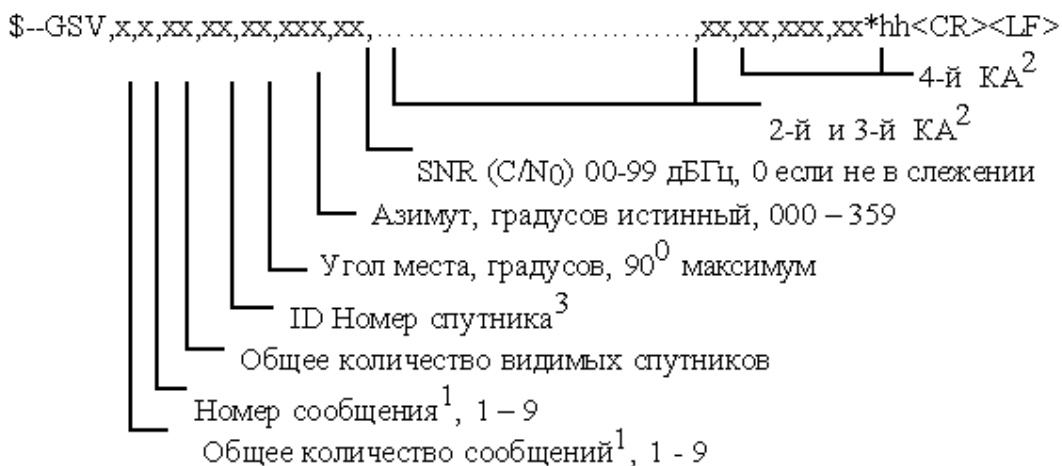 $--GSV,x,x,xx,xx,xx,xxx,xx,……………………………,xx,xx,xxx,xx*hh<CR><LF>
4-й КА2
2-й и 3-й КА2
SNR (C/N0) 00-99 дБГц, 0 если не в слежении
Азимут, градусов истинный, 000 – 359
Угол места, градусов, 900 максимум
ID Номер спутника3
Общее количество видимых спутников
Номер сообщения1, 1 – 9
Общее количество сообщений1, 1 - 9